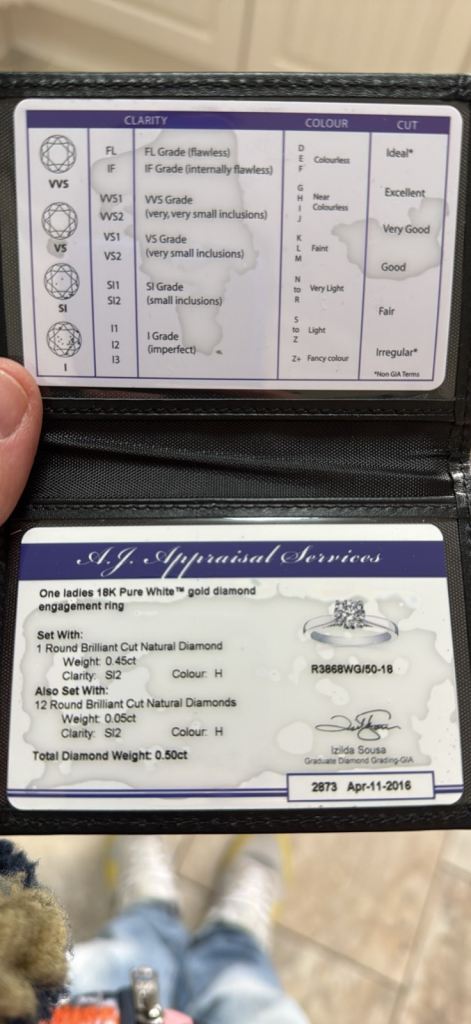 CLARITY COLOUR CUT
VVS
VS
SI
I
FL FL Grade (flawless)
IF IF Grade (internally flawless)
VVS1 VVS Grade
VVS2 (very, very small inclusions)
VS1 VS Grade
VS2 (very small inclusions)
SI1 SI Grade
SI2 (small inclusions)
I1
I2 I Grade
I3 (imperfect)
D
E Colourless
F
G
H Near
I Colourless
J
K
L Faint
M
N
to Very Light
R
S
to Light
Z
Z+ Fancy colour
Ideal*
Excellent
Very Good
Good
Fair
Irregular*
*Non GIA Terms
A.J. Appraisal Services
One ladies 18K Pure White™ gold diamond
engagement ring
Set With:
1 Round Brilliant Cut Natural Diamond
Weight: 0.45ct
Clarity: SI2 Colour: H
Also Set With:
12 Round Brilliant Cut Natural Diamonds
Weight: 0.05ct
Clarity: SI2 Colour: H
Total Diamond Weight: 0.50ct
R3868WG/50-18
Izilda Sousa
Graduate Diamond Grading-GIA
2873 Apr-11-2016